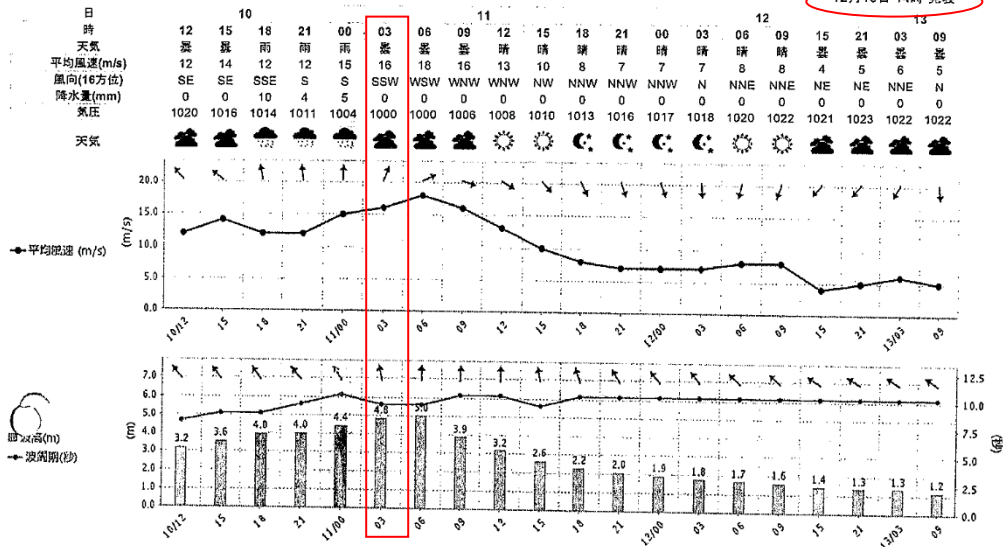 日 10 11 12 13
時 12 15 18 21 00 03 06 09 12 15 18 21 00 03 06 09 15 21 03 09
天気 曇 曇 雨 雨 雨 曇 曇 曇 晴 晴 晴 晴 晴 晴 晴 晴 曇 曇 曇 曇
平均風速(m/s) 12 14 12 12 15 16 18 16 13 10 8 7 7 7 8 8 4 5 6 5
風向(16方位) SE SE SSE S S SSW WSW WNW WNW NW NNW NNW NNW N NNE NNE NE NE NNE N
降水量(mm) 0 0 10 4 5 0 0 0 0 0 0 0 0 0 0 0 0 0 0 0
気圧 1020 1016 1014 1011 1004 1000 1000 1006 1008 1010 1013 1016 1017 1018 1020 1022 1021 1023 1022 1022
天気
20.0
15.0
10.0
5.0
0.0
(m/s)
平均風速 (m/s)
10/12 15 18 21 11/00 03 06 09 12 15 18 21 12/00 03 06 09 15 21 13/03 09
7.0
6.0
5.0
4.0
3.0
2.0
1.0
0.0
(m)
12.5
10.0
7.5
5.0
2.5
0.0
(秒)
3.2 3.6 4.0 4.0 4.4 4.8 5.0 3.9 3.2 2.6 2.2 2.0 1.9 1.8 1.7 1.6 1.4 1.3 1.3 1.2
波高(m)
波周期(秒)
10/12 15 18 21 11/00 03 06 09 12 15 18 21 12/00 03 06 09 15 21 13/03 09